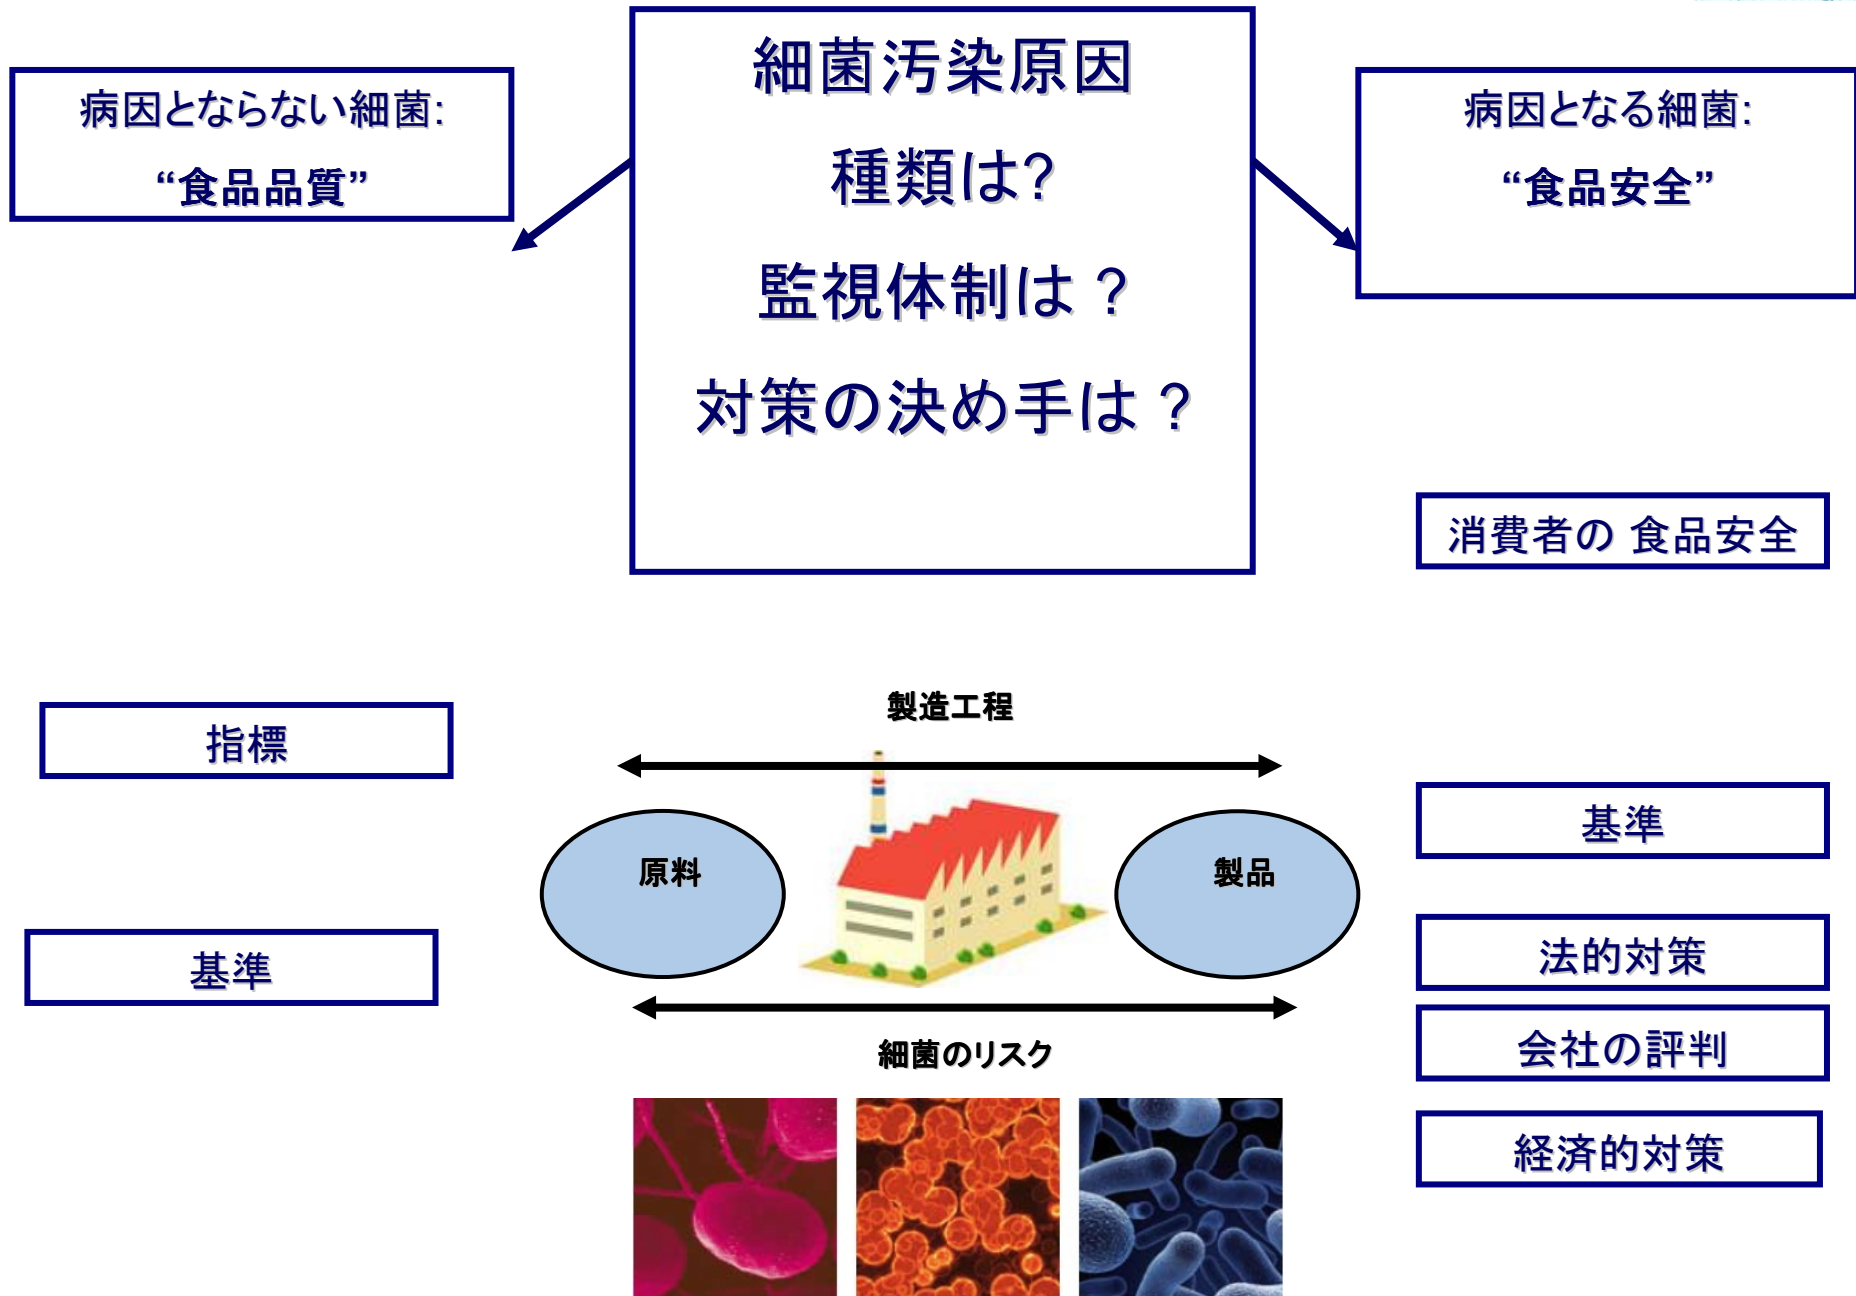 細菌汚染原因
種類は?
監視体制は？
対策の決め手は？
病因とならない細菌:
“食品品質”
病因となる細菌:
“食品安全”
消費者の 食品安全
指標
基準
製造工程
原料
製品
細菌のリスク
基準
法的対策
会社の評判
経済的対策